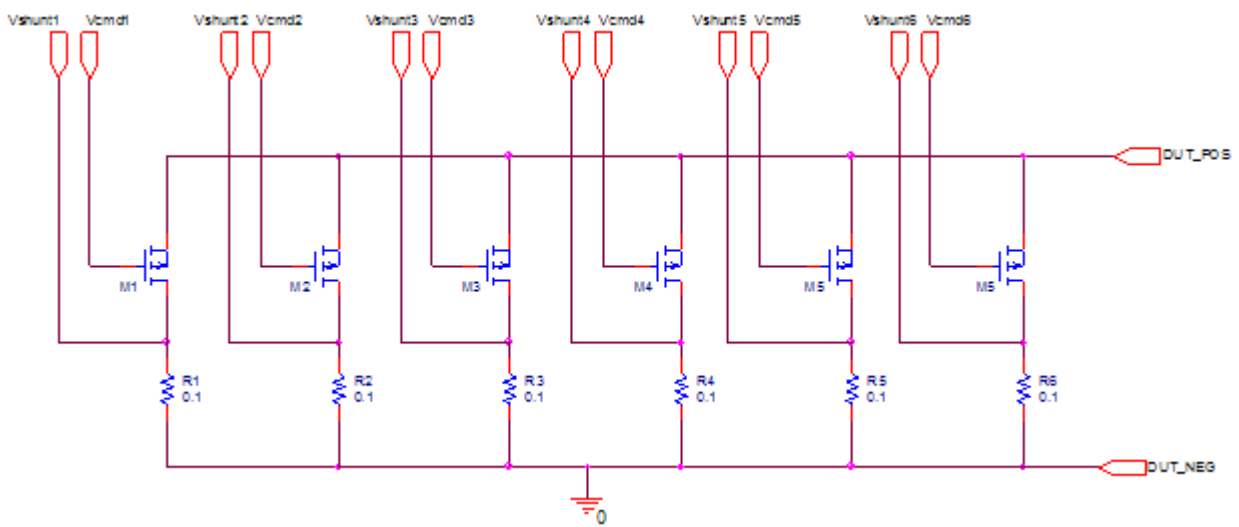 Vshunt1 Vcmd1 Vshunt2 Vcmd2 Vshunt3 Vcmd3 Vshunt4 Vcmd4 Vshunt5 Vcmd5 Vshunt6 Vcmd6
DUT_POS
M1 M2 M3 M4 M5 M5
R1 R2 R3 R4 R5 R6
0.1 0.1 0.1 0.1 0.1 0.1
DUT_NEG
0